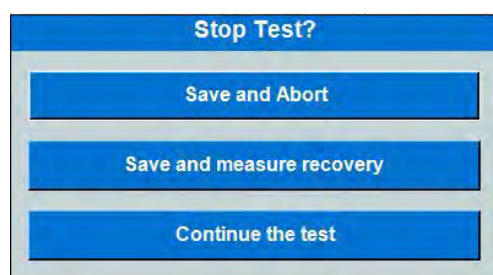 Stop Test?
Save and Abort
Save and measure recovery
Continue the test